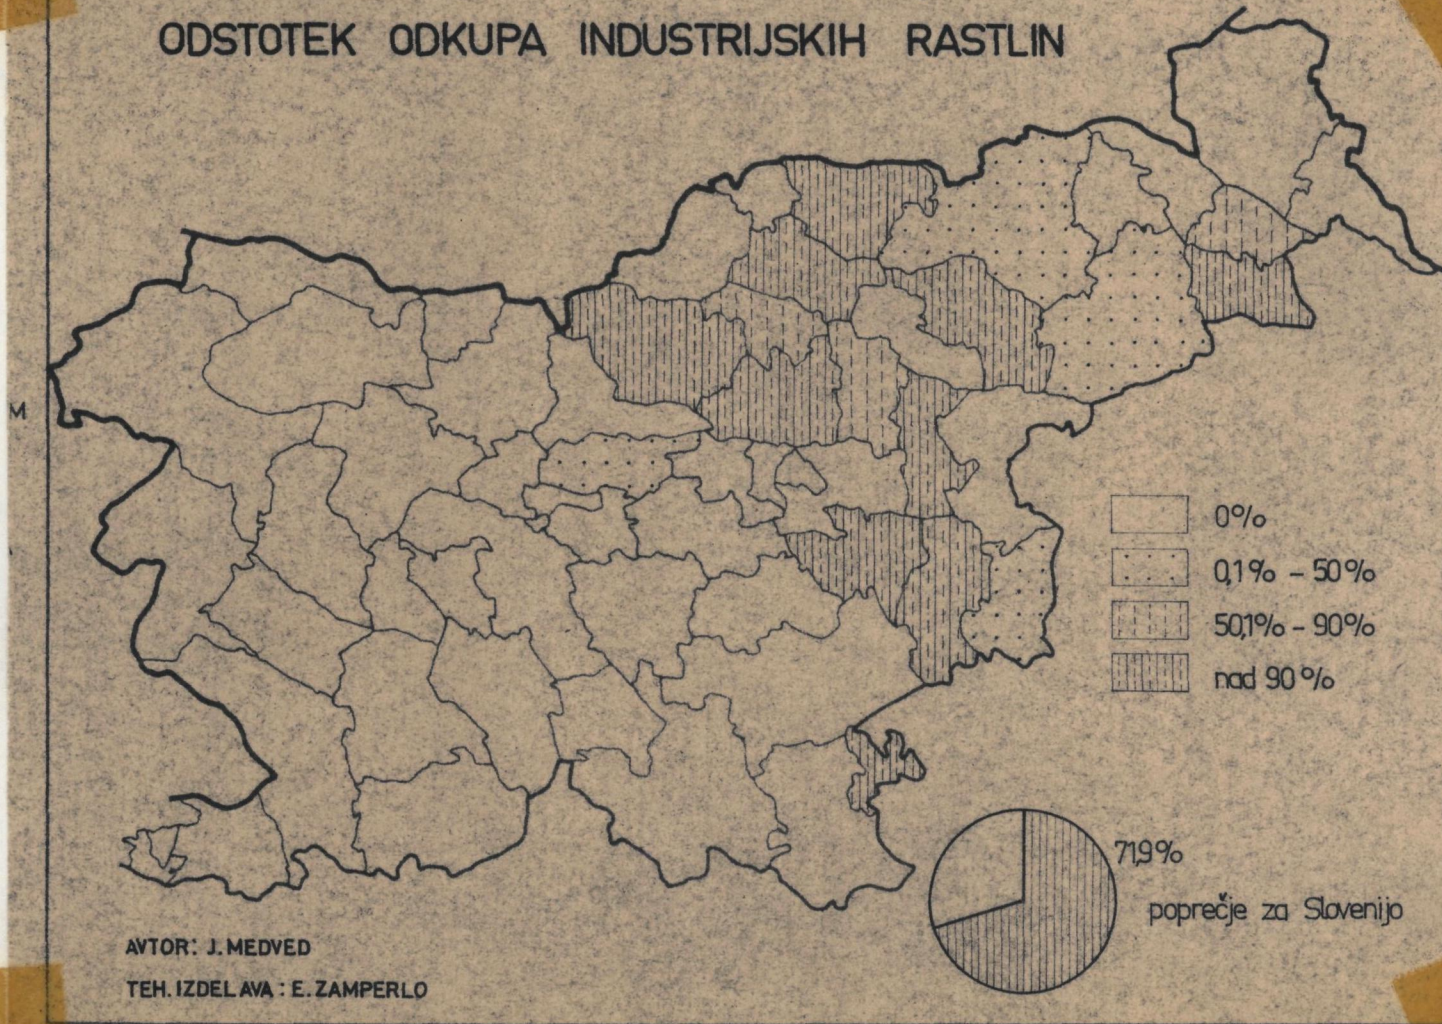 ODSTOTEK ODKUPA INDUSTRIJSKIH RASTLIN
M
0%
0,1% – 50%
50,1% – 90%
nad 90%
71,9%
poprečje za Slovenijo
AVTOR: J. MEDVED
TEH. IZDELAVA: E. ZAMPERLO